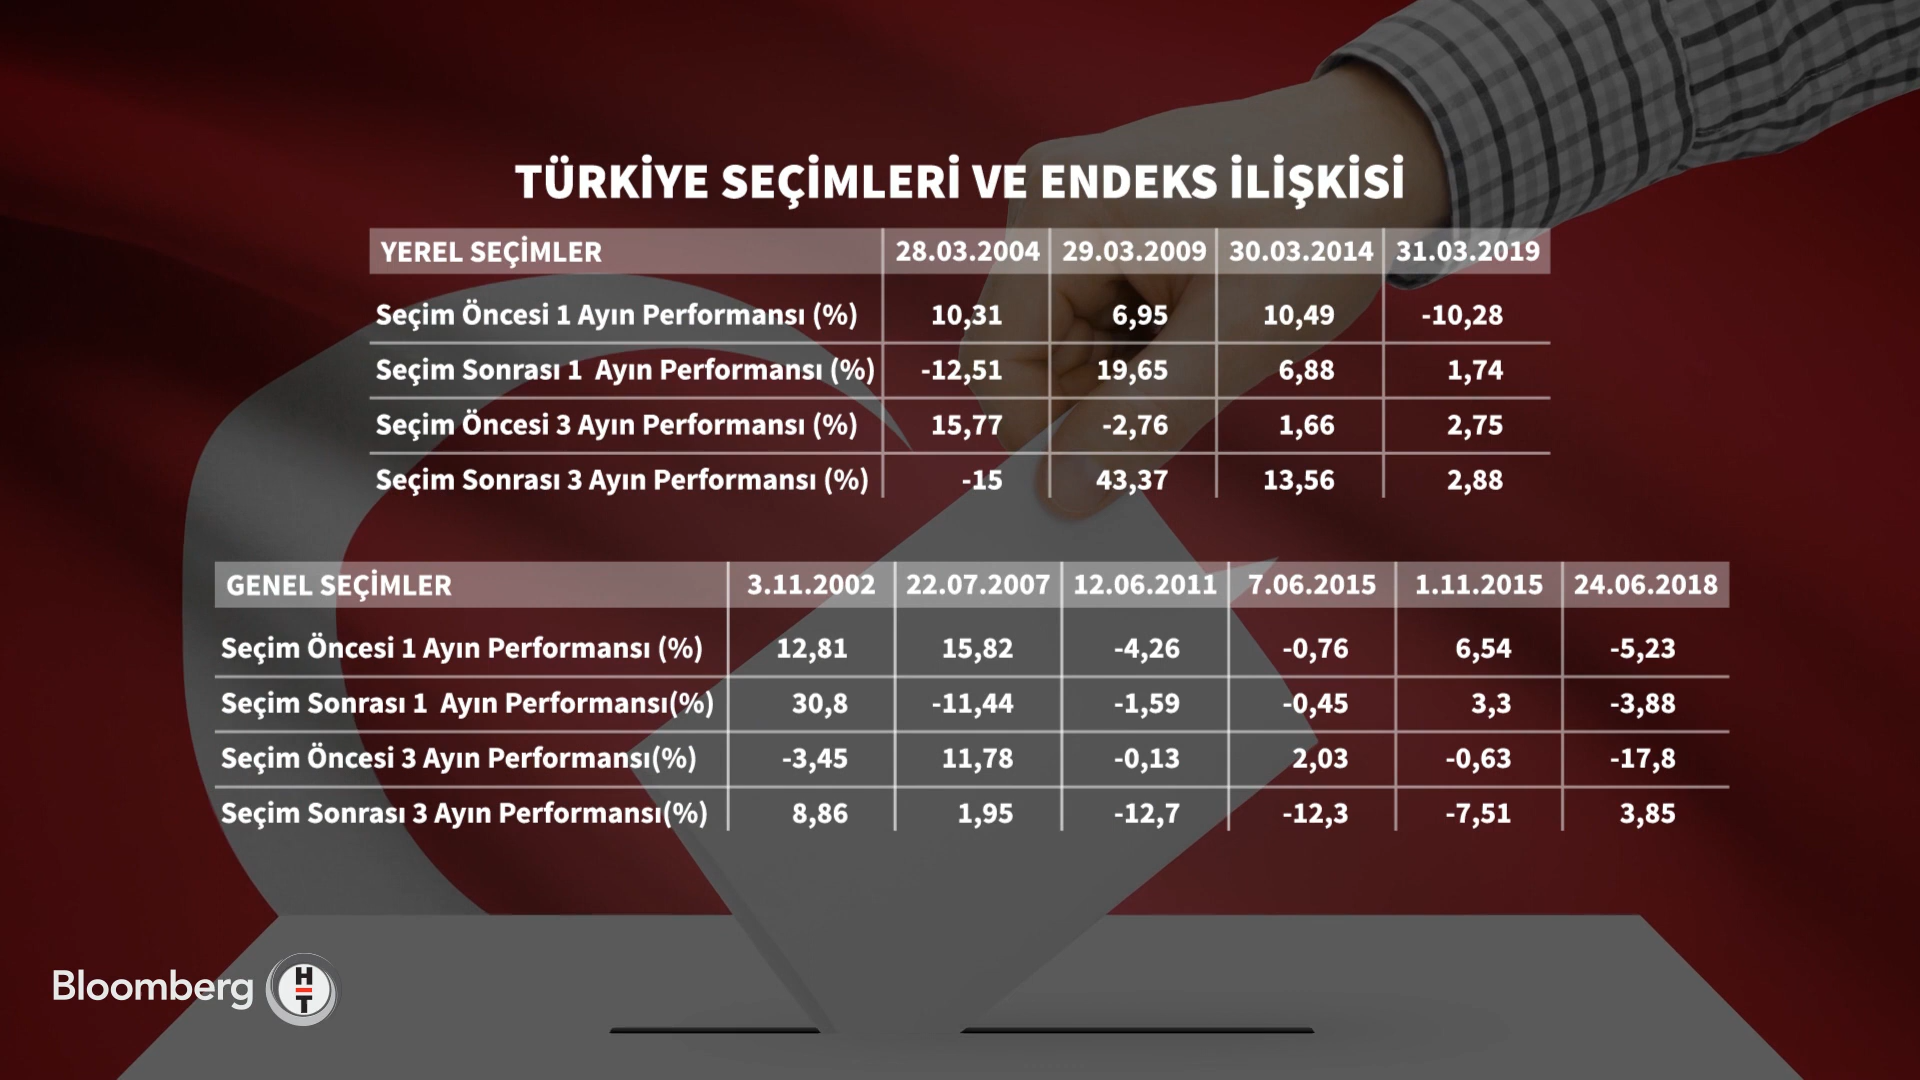 TÜRKİYE SEÇİMLERİ VE ENDEKS İLİŞKİSİ
YEREL SEÇİMLER 28.03.2004 29.03.2009 30.03.2014 31.03.2019
Seçim Öncesi 1 Ayın Performansı (%) 10,31 6,95 10,49 -10,28
Seçim Sonrası 1 Ayın Performansı (%) -12,51 19,65 6,88 1,74
Seçim Öncesi 3 Ayın Performansı (%) 15,77 -2,76 1,66 2,75
Seçim Sonrası 3 Ayın Performansı (%) -15 43,37 13,56 2,88
GENEL SEÇİMLER 3.11.2002 22.07.2007 12.06.2011 7.06.2015 1.11.2015 24.06.2018
Seçim Öncesi 1 Ayın Performansı (%) 12,81 15,82 -4,26 -0,76 6,54 -5,23
Seçim Sonrası 1 Ayın Performansı(%) 30,8 -11,44 -1,59 -0,45 3,3 -3,88
Seçim Öncesi 3 Ayın Performansı(%) -3,45 11,78 -0,13 2,03 -0,63 -17,8
Seçim Sonrası 3 Ayın Performansı(%) 8,86 1,95 -12,7 -12,3 -7,51 3,85
Bloomberg HT